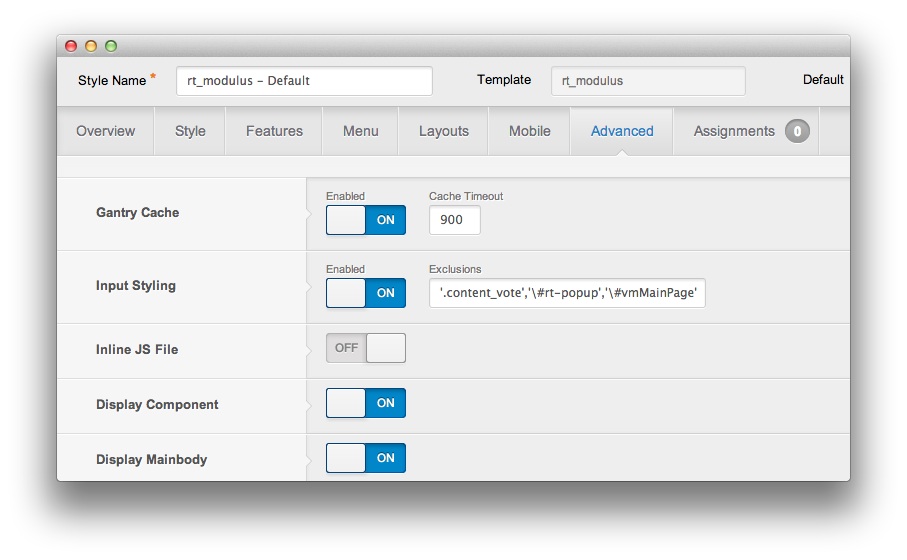 Style Name * rt_modulus – Default Template rt_modulus Default
Overview Style Features Menu Layouts Mobile Advanced Assignments 0
Enabled Cache Timeout
Gantry Cache ON 900
Enabled Exclusions
Input Styling ON '.content_vote','\#rt-popup','\#vmMainPage'
Inline JS File OFF
Display Component ON
Display Mainbody ON